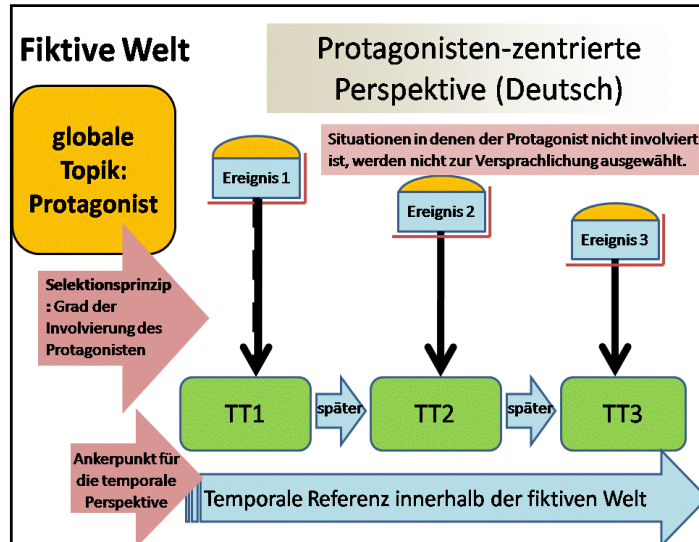 Fiktive Welt
Protagonisten-zentrierte
Perspektive (Deutsch)
globale
Topik:
Protagonist
Situationen in denen der Protagonist nicht involviert
ist, werden nicht zur Versprachlichung ausgewählt.
Ereignis 1
Ereignis 2
Ereignis 3
Selektionsprinzip
: Grad der
Involvierung des
Protagonisten
TT1
später
TT2
später
TT3
Ankerpunkt für
die temporale
Perspektive
Temporale Referenz innerhalb der fiktiven Welt